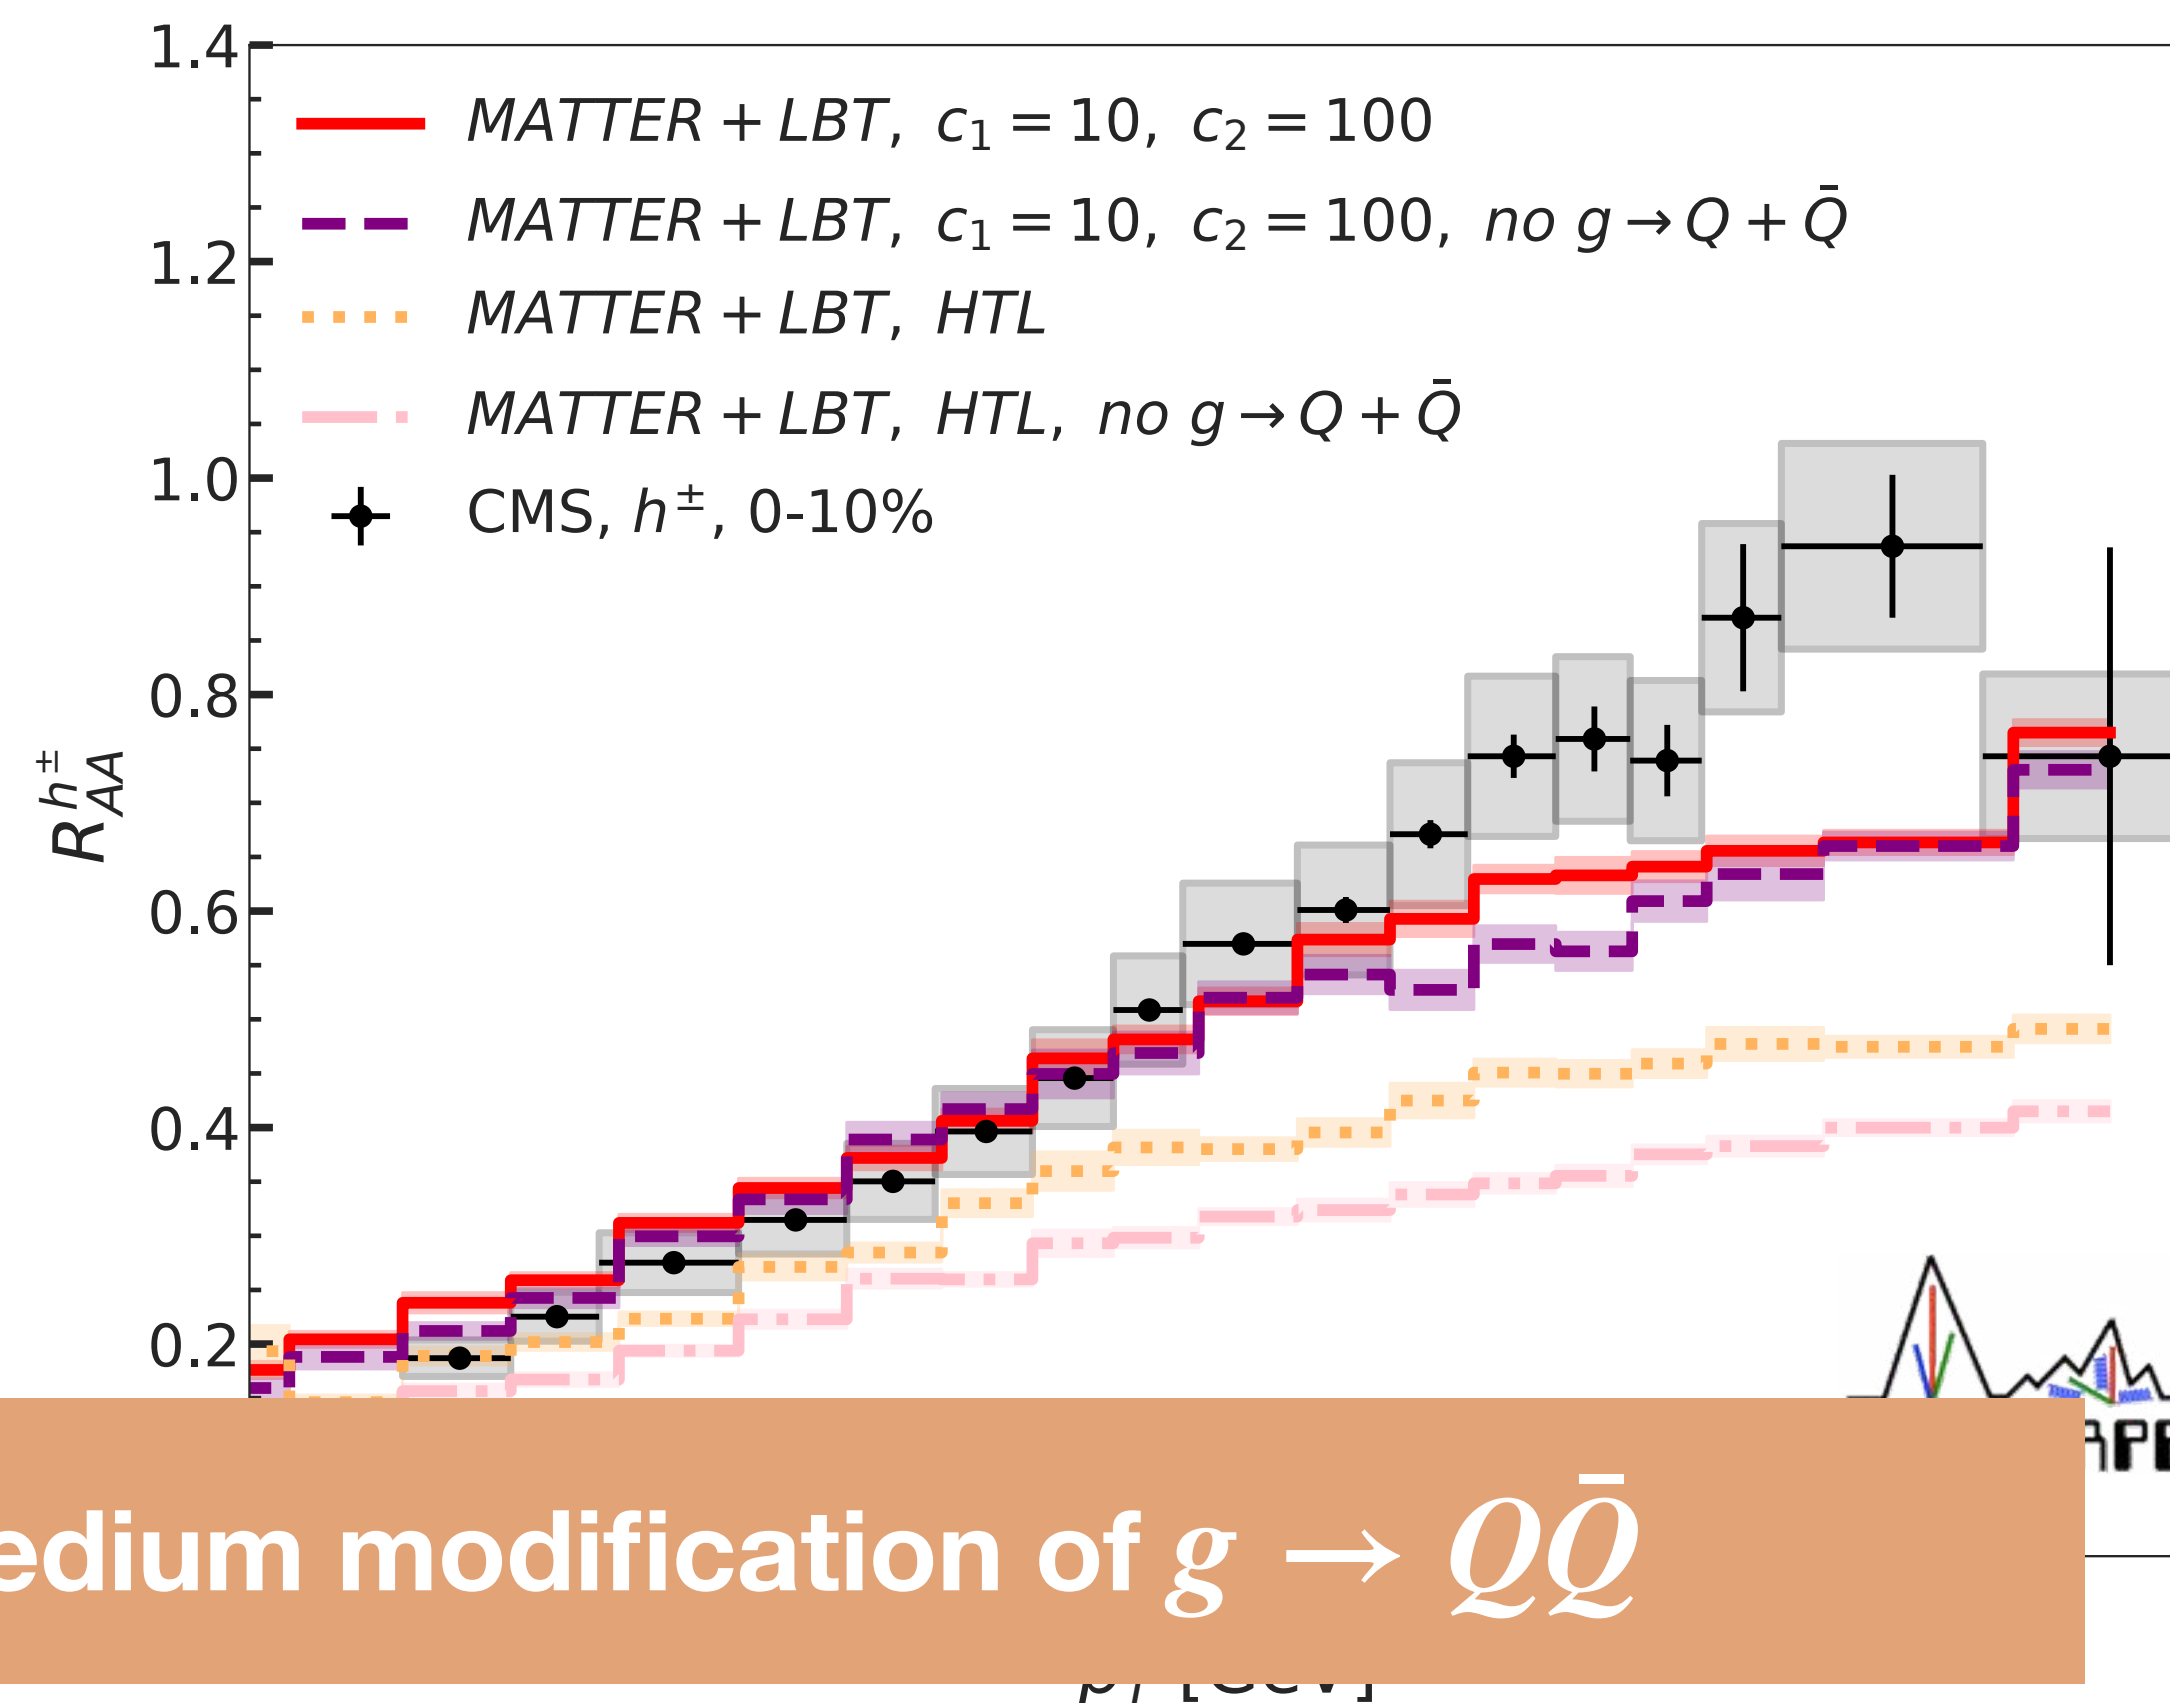 1.4
MATTER + LBT, c₁ = 10, c₂ = 100
MATTER + LBT, c₁ = 10, c₂ = 100, no g → Q + Q̄
1.2
MATTER + LBT, HTL
MATTER + LBT, HTL, no g → Q + Q̄
1.0
CMS, h±, 0-10%
0.8
R_AA^h±
0.6
0.4
0.2
edium modification of g → QQ̄